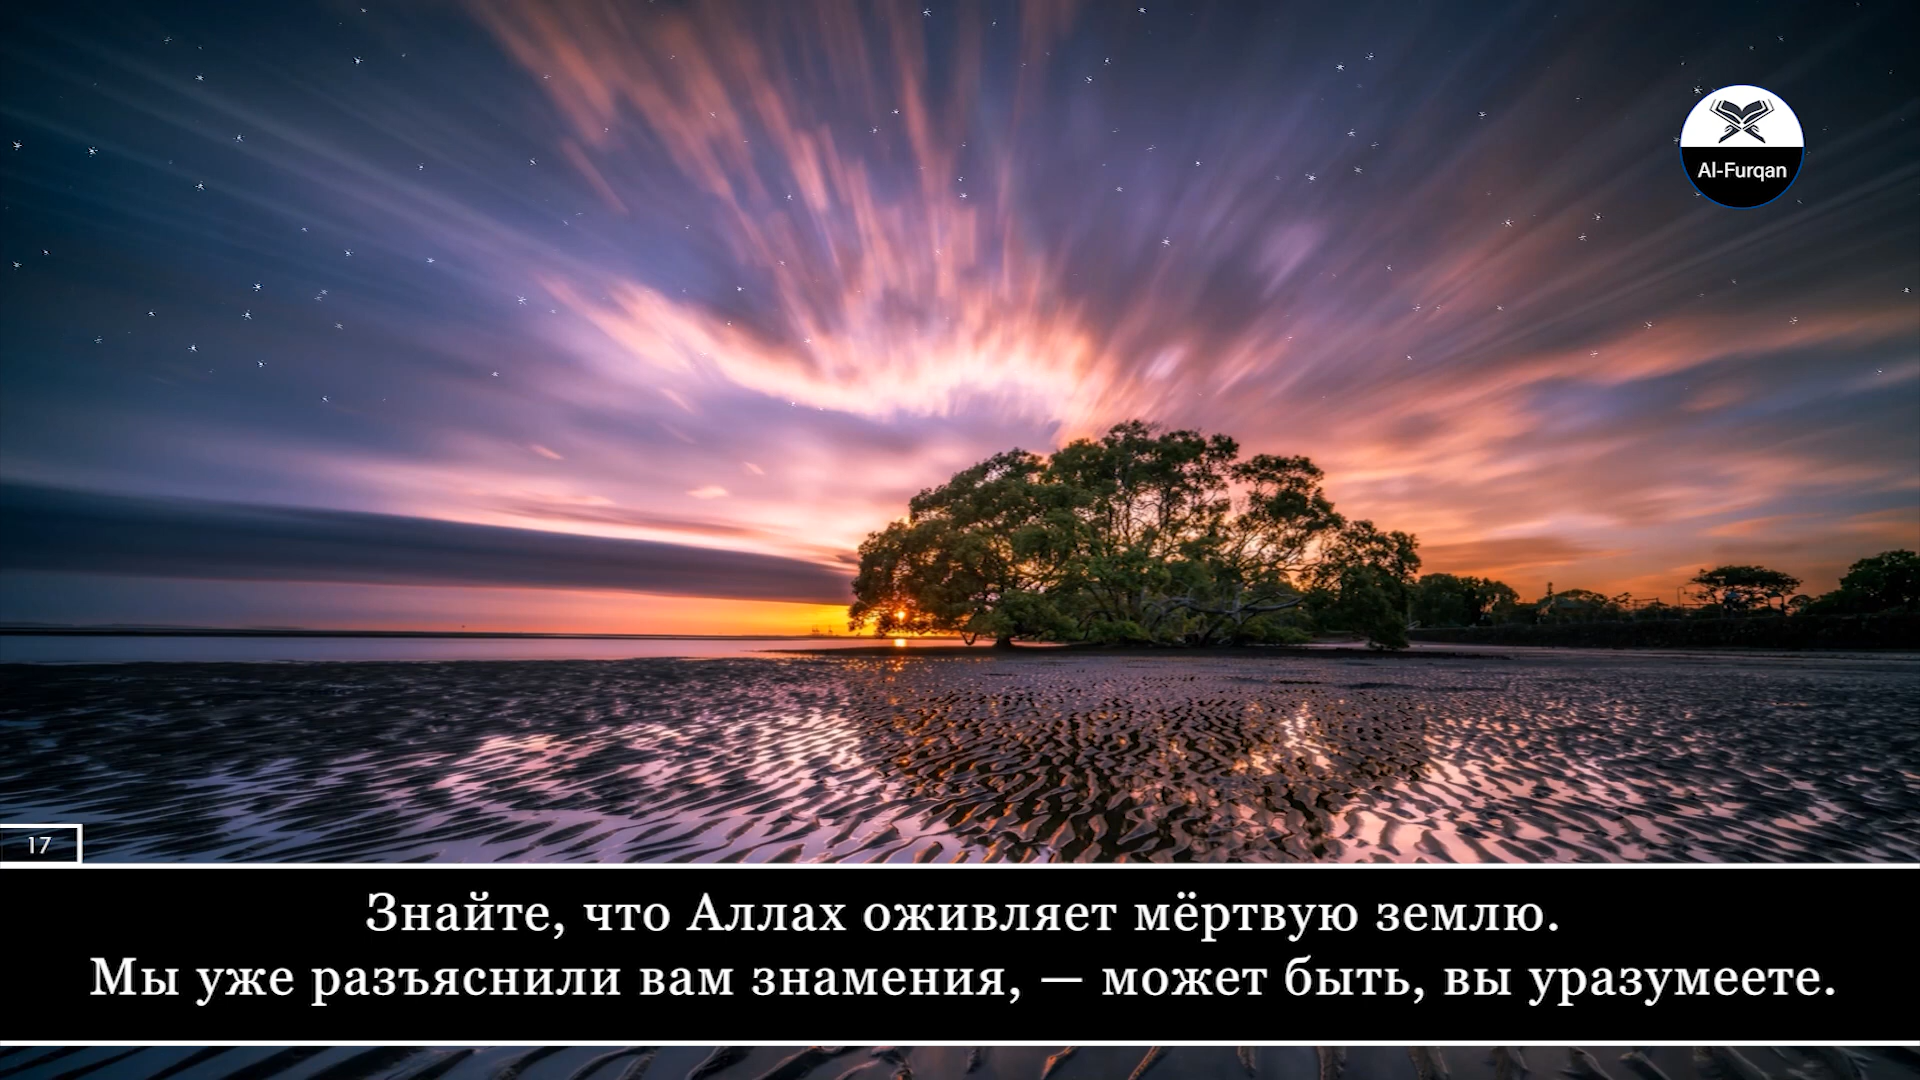 Al-Furqan
17
Знайте, что Аллах оживляет мёртвую землю.
Мы уже разъяснили вам знамения, — может быть, вы уразумеете.